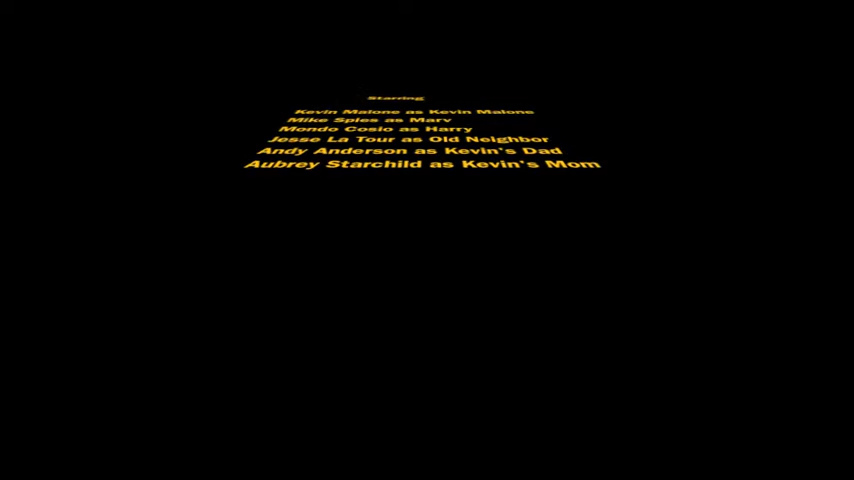 Starring
Kevin Malone as Kevin Malone
Mike Spies as Marv
Mondo Cosio as Harry
Jesse La Tour as Old Neighbor
Andy Anderson as Kevin's Dad
Aubrey Starchild as Kevin's Mom